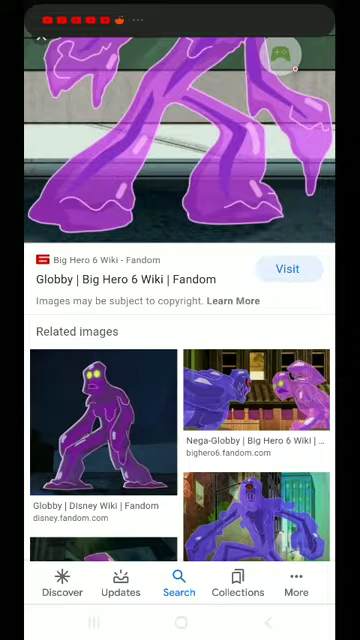 Big Hero 6 Wiki - Fandom
Globby | Big Hero 6 Wiki | Fandom
Visit
Images may be subject to copyright. Learn More
Related images
Globby | Disney Wiki | Fandom
disney.fandom.com
Nega-Globby | Big Hero 6 Wiki | ...
bighero6.fandom.com
Discover
Updates
Search
Collections
More